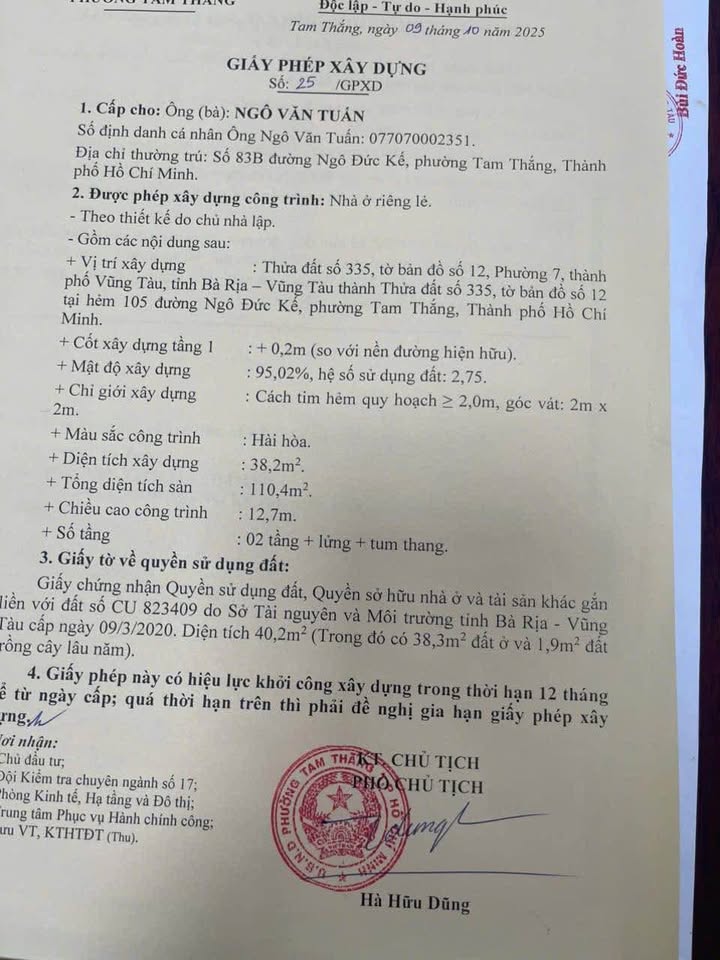 PHƯỜNG TAM THẮNG
Độc lập - Tự do - Hạnh phúc
Tam Thắng, ngày 09 tháng 10 năm 2025
GIẤY PHÉP XÂY DỰNG
Số: 25 /GPXD
1. Cấp cho: Ông (bà): NGÔ VĂN TUẤN
Số định danh cá nhân Ông Ngô Văn Tuấn: 077070002351.
Địa chỉ thường trú: Số 83B đường Ngô Đức Kế, phường Tam Thắng, Thành
phố Hồ Chí Minh.
2. Được phép xây dựng công trình: Nhà ở riêng lẻ.
- Theo thiết kế do chủ nhà lập.
- Gồm các nội dung sau:
+ Vị trí xây dựng : Thửa đất số 335, tờ bản đồ số 12, Phường 7, thành
phố Vũng Tàu, tỉnh Bà Rịa – Vũng Tàu thành Thửa đất số 335, tờ bản đồ số 12
tại hẻm 105 đường Ngô Đức Kế, phường Tam Thắng, Thành phố Hồ Chí
Minh.
+ Cốt xây dựng tầng 1 : + 0,2m (so với nền đường hiện hữu).
+ Mật độ xây dựng : 95,02%, hệ số sử dụng đất: 2,75.
+ Chỉ giới xây dựng : Cách tim hẻm quy hoạch ≥ 2,0m, góc vát: 2m x
2m.
+ Màu sắc công trình : Hài hòa.
+ Diện tích xây dựng : 38,2m².
+ Tổng diện tích sàn : 110,4m².
+ Chiều cao công trình : 12,7m.
+ Số tầng : 02 tầng + lửng + tum thang.
3. Giấy tờ về quyền sử dụng đất:
Giấy chứng nhận Quyền sử dụng đất, Quyền sở hữu nhà ở và tài sản khác gắn
liền với đất số CU 823409 do Sở Tài nguyên và Môi trường tỉnh Bà Rịa - Vũng
Tàu cấp ngày 09/3/2020. Diện tích 40,2m² (Trong đó có 38,3m² đất ở và 1,9m² đất
rồng cây lâu năm).
4. Giấy phép này có hiệu lực khởi công xây dựng trong thời hạn 12 tháng
ể từ ngày cấp; quá thời hạn trên thì phải đề nghị gia hạn giấy phép xây
ựng.
Nơi nhận:
Chủ đầu tư;
Đội Kiểm tra chuyên ngành số 17;
Phòng Kinh tế, Hạ tầng và Đô thị;
Trung tâm Phục vụ Hành chính công;
Lưu VT, KTHTĐT (Thu).
KT. CHỦ TỊCH
PHÓ CHỦ TỊCH
U.B.N.D PHƯỜNG TAM THẮNG
HỒ CHÍ MINH
Hà Hữu Dũng
Bùi Đức Hoàn
TÀU